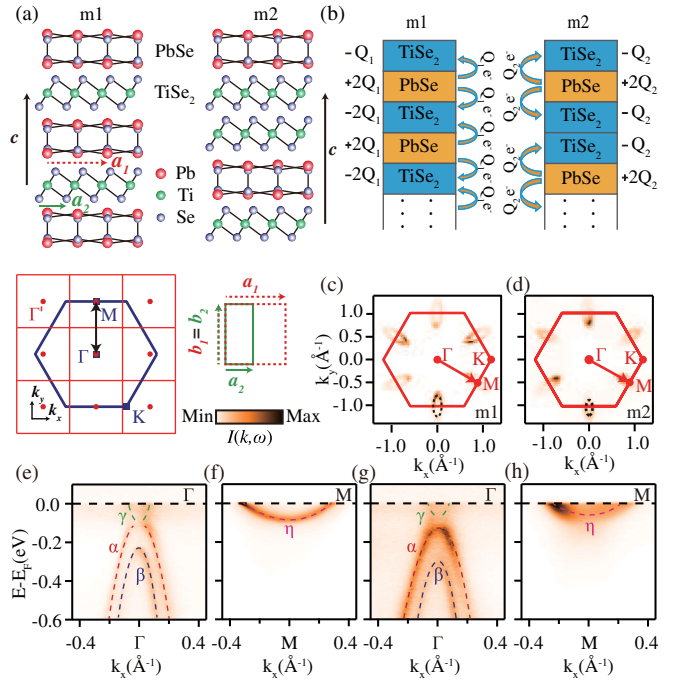 (a) m1 m2
PbSe
TiSe2
c
a1
a2
Pb
Ti
Se
c
(b) m1 m2
-Q1 TiSe2 Q1e- Q2e- TiSe2 -Q2
+2Q1 PbSe Q1e- Q2e- PbSe +2Q2
-2Q1 TiSe2 Q1e- TiSe2 -Q2
+2Q1 PbSe Q1e- Q2e- TiSe2 -Q2
-2Q1 TiSe2 Q1e- Q2e- PbSe +2Q2
c
Γ' M
Γ
ky
kx K
a1
b1 = b2
a2
Min Max
I(k,ω)
(c) (d)
ky(Å-1)
1.0
0.5
0.0
-0.5
-1.0
Γ K
M
m1
Γ K
M
m2
-1.0 0.0 1.0 -1.0 0.0 1.0
kx(Å-1) kx(Å-1)
(e) (f) (g) (h)
E-EF(eV)
0.0
-0.2
-0.4
-0.6
Γ M Γ M
γ η γ η
α α
β β
-0.4 Γ 0.4 -0.4 M 0.4 -0.4 Γ 0.4 -0.4 M 0.4
kx(Å-1) kx(Å-1) kx(Å-1) kx(Å-1)